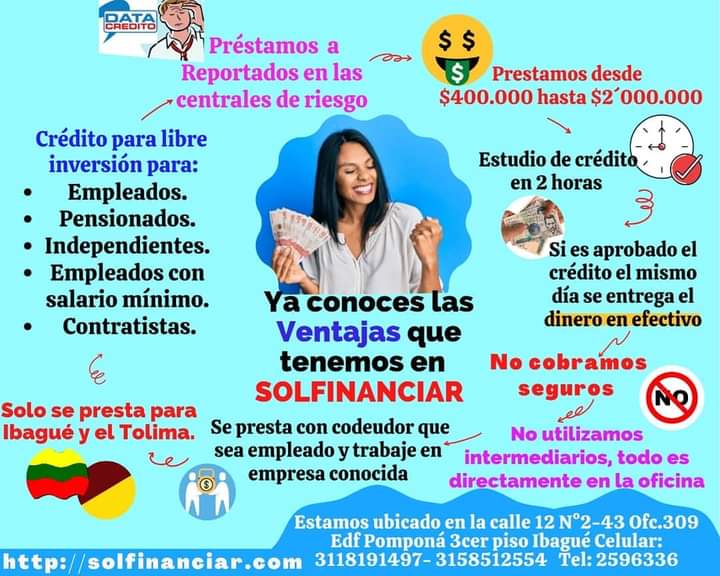 DATA
CREDITO
Préstamos a
Reportados en las
centrales de riesgo
$ $
$
Prestamos desde
$400.000 hasta $2´000.000
Estudio de crédito
en 2 horas
Si es aprobado el
crédito el mismo
día se entrega el
dinero en efectivo
No cobramos
seguros
NO
No utilizamos
intermediarios, todo es
directamente en la oficina
Se presta con codeudor que
sea empleado y trabaje en
empresa conocida
$
Solo se presta para
Ibagué y el Tolima.
Crédito para libre
inversión para:
• Empleados.
• Pensionados.
• Independientes.
• Empleados con
salario mínimo.
• Contratistas.
Ya conoces las
Ventajas que
tenemos en
SOLFINANCIAR
Estamos ubicado en la calle 12 N°2-43 Ofc.309
Edf Pomponá 3cer piso Ibagué Celular:
3118191497- 3158512554 Tel: 2596336
http://solfinanciar.com